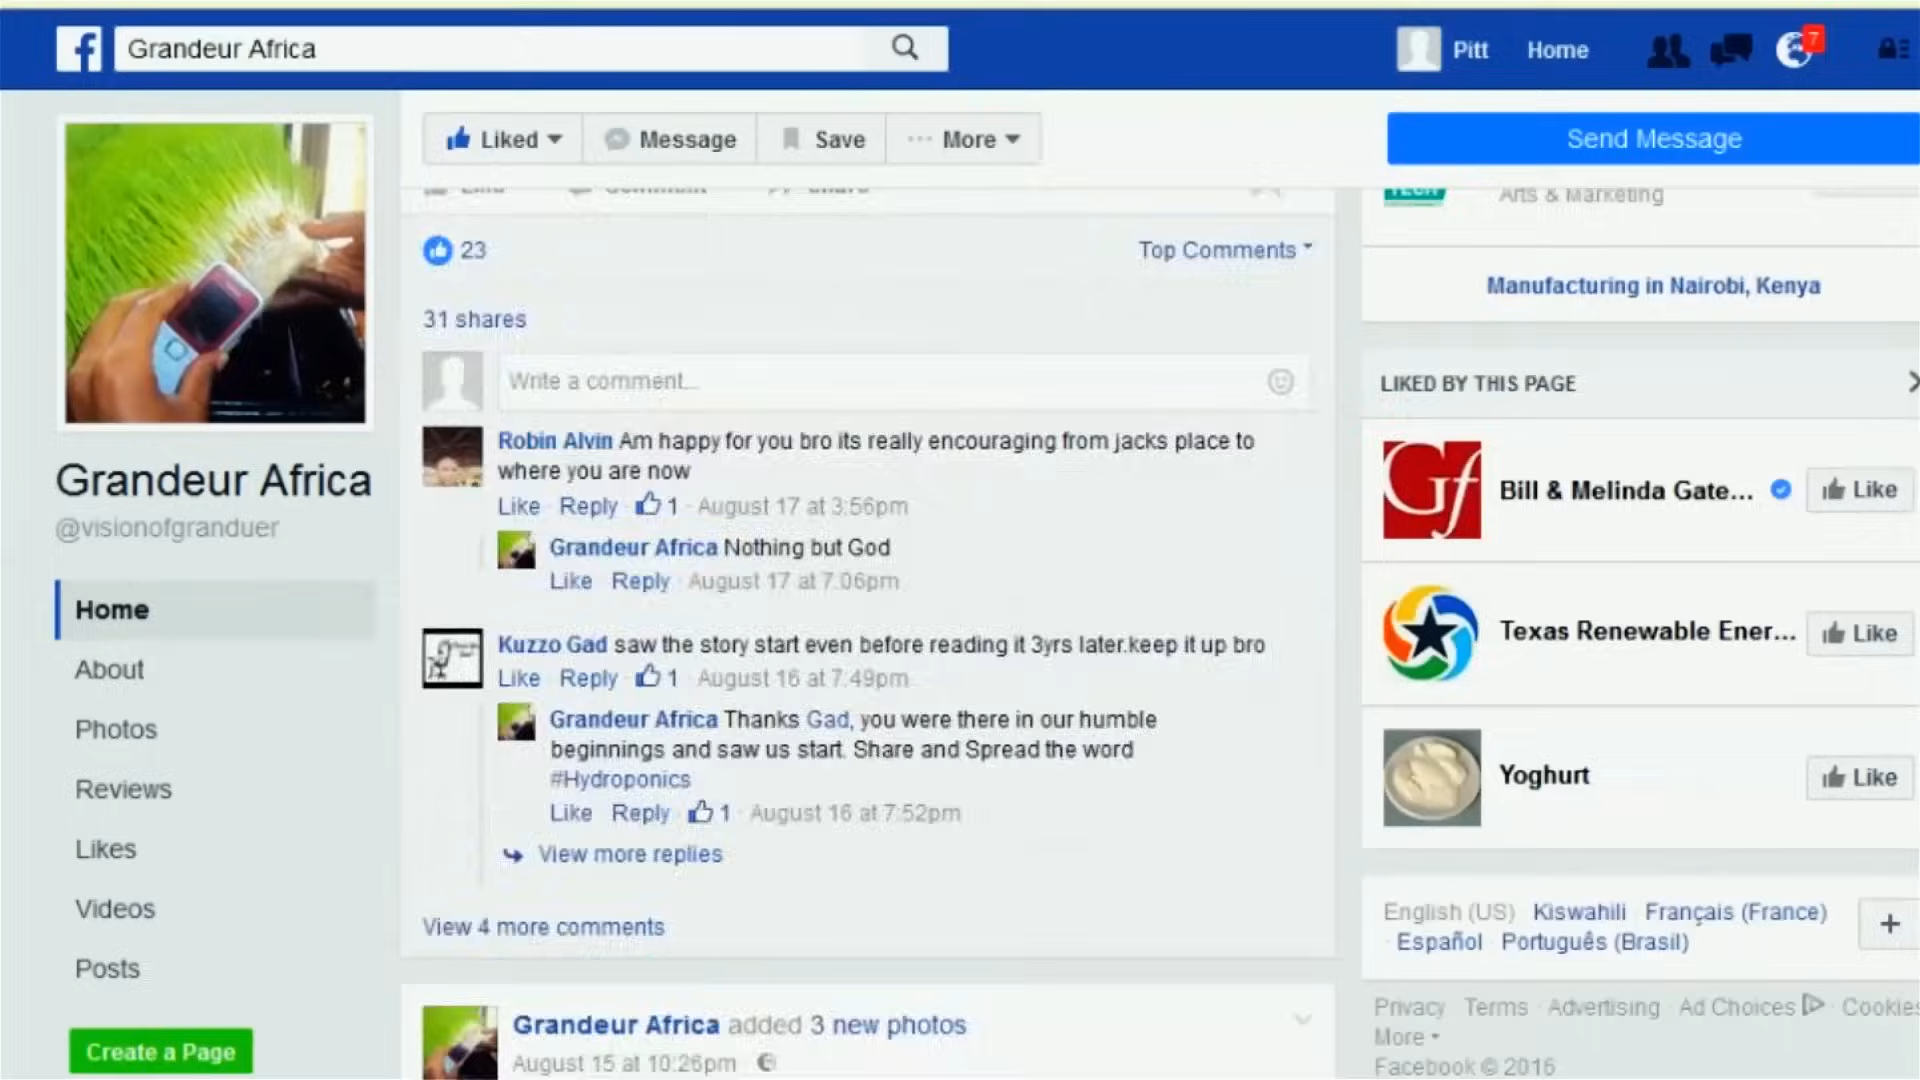 Grandeur Africa
Pitt
Home
7
Liked
Message
Save
More
Send Message
Grandeur Africa
@visionofgranduer
Home
About
Photos
Reviews
Likes
Videos
Posts
Create a Page
Like Comment Share
23
Top Comments
31 shares
Write a comment...
Robin Alvin Am happy for you bro its really encouraging from jacks place to
where you are now
Like · Reply · 1 · August 17 at 3:56pm
Grandeur Africa Nothing but God
Like · Reply · August 17 at 7:06pm
Kuzzo Gad saw the story start even before reading it 3yrs later.keep it up bro
Like · Reply · 1 · August 16 at 7:49pm
Grandeur Africa Thanks Gad, you were there in our humble
beginnings and saw us start. Share and Spread the word
#Hydroponics
Like · Reply · 1 · August 16 at 7:52pm
View more replies
View 4 more comments
Grandeur Africa added 3 new photos
August 15 at 10:26pm
TECH
Arts & Marketing
Manufacturing in Nairobi, Kenya
LIKED BY THIS PAGE
Gf
Bill & Melinda Gate...
Like
Texas Renewable Ener...
Like
Yoghurt
Like
English (US) · Kiswahili · Français (France)
· Español · Português (Brasil)
Privacy · Terms · Advertising · Ad Choices · Cookies
More
Facebook © 2016